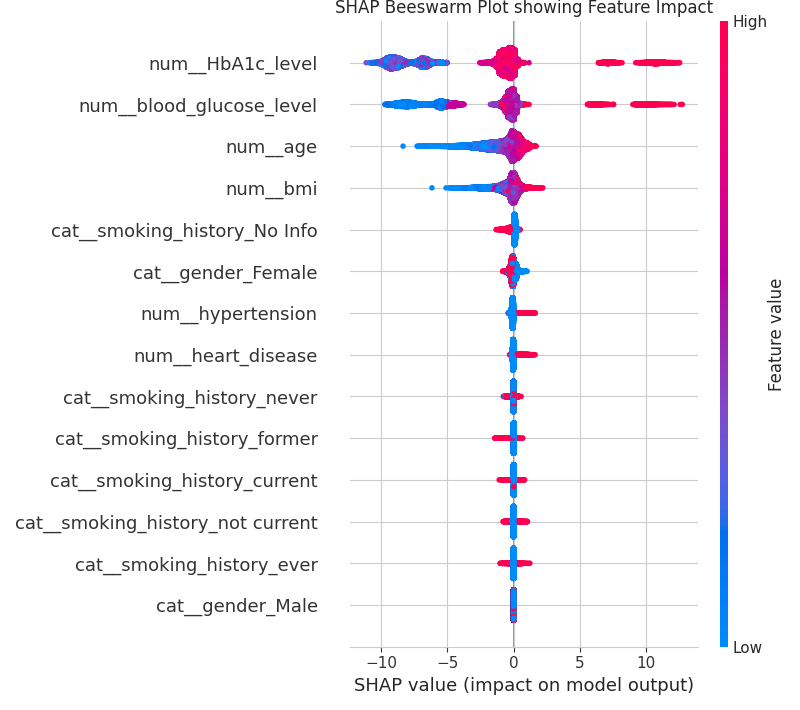 SHAP Beeswarm Plot showing Feature Impact
High
num__HbA1c_level
num__blood_glucose_level
num__age
num__bmi
cat__smoking_history_No Info
cat__gender_Female
num__hypertension
num__heart_disease
cat__smoking_history_never
cat__smoking_history_former
cat__smoking_history_current
cat__smoking_history_not current
cat__smoking_history_ever
cat__gender_Male
Feature value
Low
−10 −5 0 5 10
SHAP value (impact on model output)